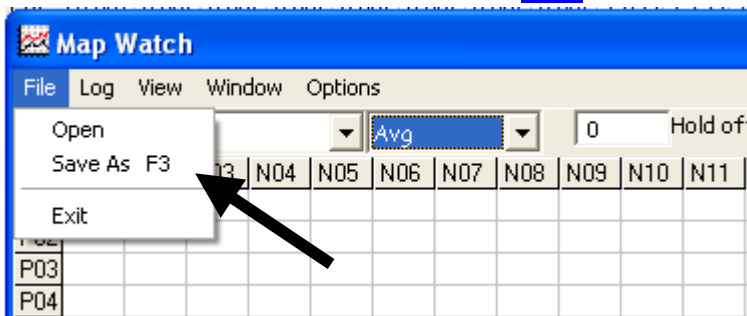 Map Watch
File Log View Window Options
Open
Avg 0 Hold of
Save As F3
N04 N05 N06 N07 N08 N09 N10 N11
Exit
P03
P04